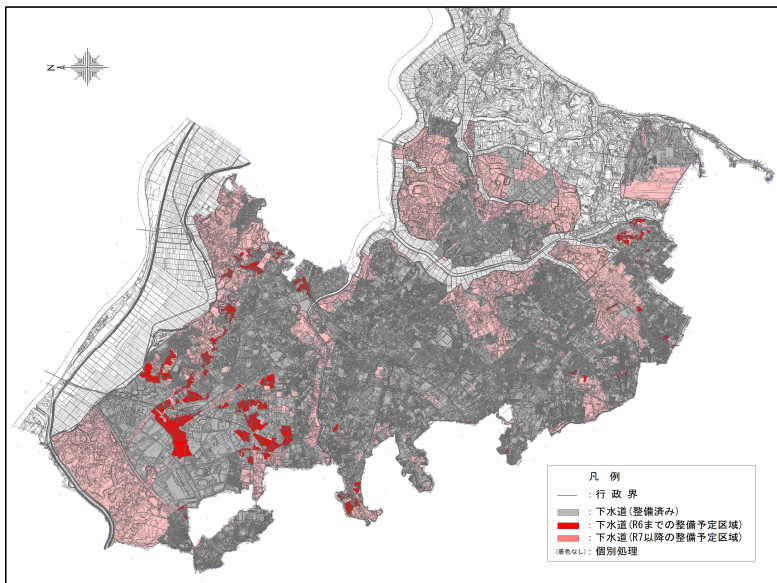 N
凡 例
: 行 政 界
: 下水道(整備済み)
: 下水道(R6までの整備予定区域)
: 下水道(R7以降の整備予定区域)
(着色なし) : 個別処理